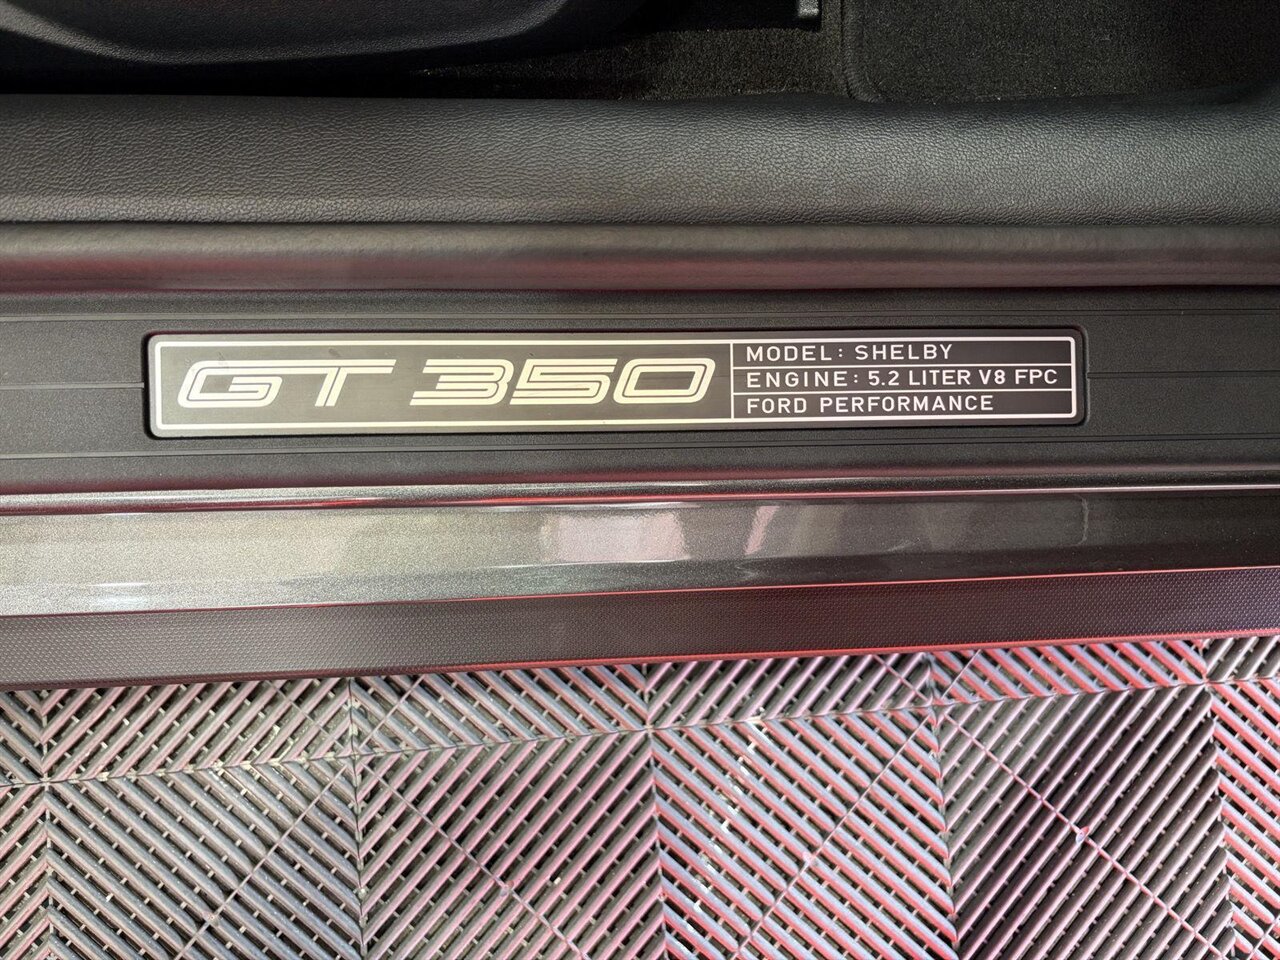 GT 350
MODEL: SHELBY
ENGINE: 5.2 LITER V8 FPC
FORD PERFORMANCE